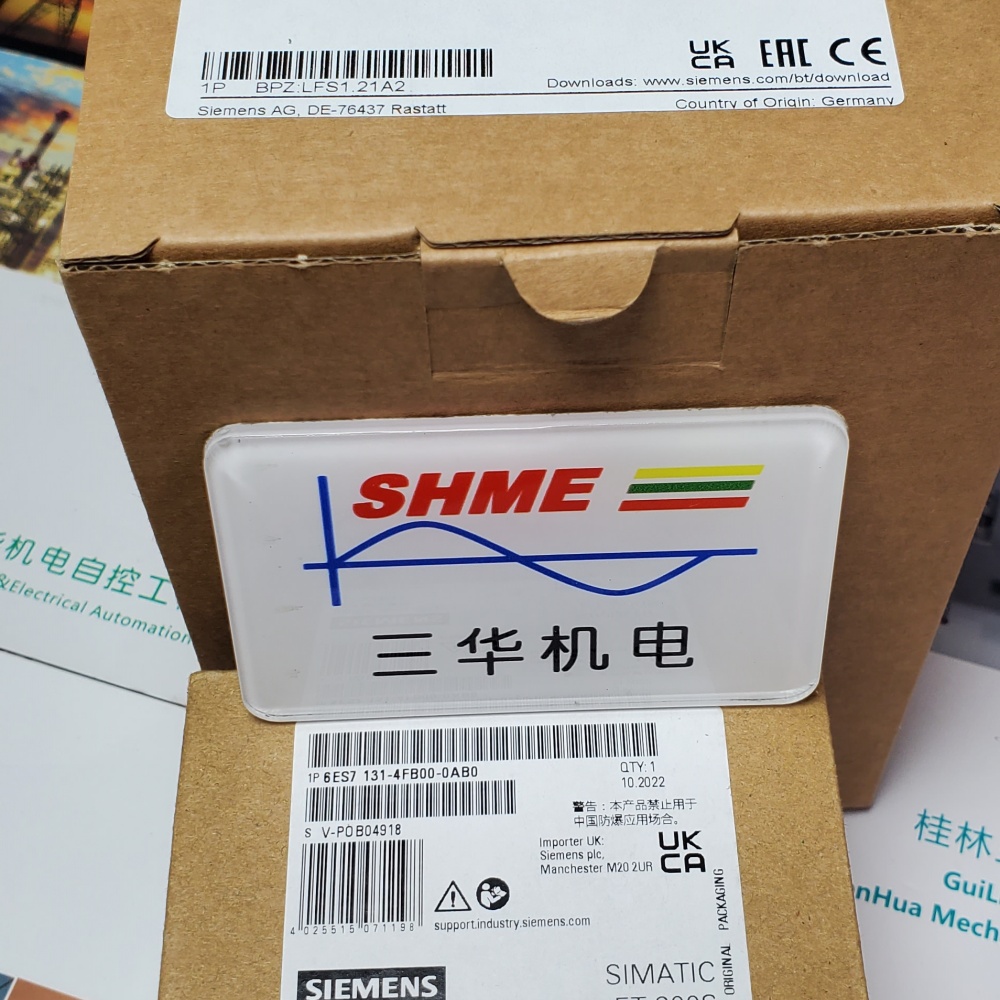 UK
CA EAC CE
1P BPZ:LFS1.21A2
Downloads: www.siemens.com/bt/download
Siemens AG, DE-76437 Rastatt
Country of Origin: Germany
SHME
三华机电
机电自控工
&Electrical Automation
1P 6ES7 131-4FB00-0AB0
QTY: 1
10.2022
S V-POB04918
警告：本产品禁止用于
中国防爆应用场合。
Importer UK:
Siemens plc,
Manchester M20 2UR
UK
CA
4 025515 071198
support.industry.siemens.com
ORIGINAL PACKAGING
SIEMENS
SIMATIC
ET 200S
桂林
GuiL
nHua Mech